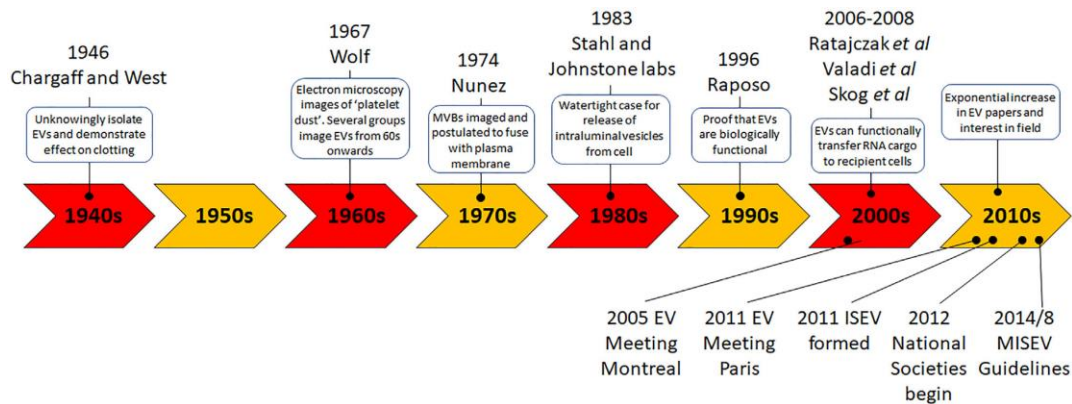 1946
Chargaff and West
Unknowingly isolate
EVs and demonstrate
effect on clotting
1967
Wolf
Electron microscopy
images of ‘platelet
dust’. Several groups
image EVs from 60s
onwards
1974
Nunez
MVBs imaged and
postulated to fuse
with plasma
membrane
1983
Stahl and
Johnstone labs
Watertight case for
release of
intraluminal vesicles
from cell
1996
Raposo
Proof that EVs
are biologically
functional
2006-2008
Ratajczak et al
Valadi et al
Skog et al
EVs can functionally
transfer RNA cargo
to recipient cells
Exponential increase
in EV papers and
interest in field
1940s
1950s
1960s
1970s
1980s
1990s
2000s
2010s
2005 EV
Meeting
Montreal
2011 EV
Meeting
Paris
2011 ISEV
formed
2012
National
Societies
begin
2014/8
MISEV
Guidelines